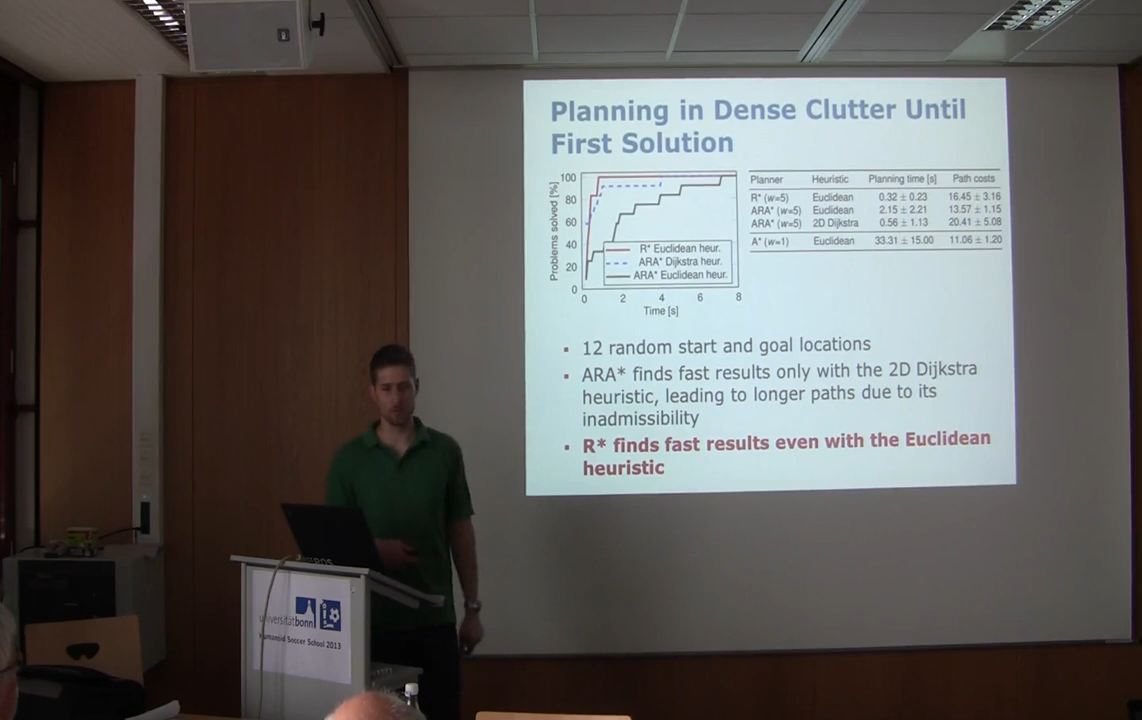 Planning in Dense Clutter Until
First Solution
Problems solved [%]
100
80
60
40
20
0
R* Euclidean heur.
ARA* Dijkstra heur.
ARA* Euclidean heur.
0 2 4 6 8
Time [s]
Planner Heuristic Planning time [s] Path costs
R* (w=5) Euclidean 0.32 ± 0.23 16.45 ± 3.16
ARA* (w=5) Euclidean 2.15 ± 2.21 13.57 ± 1.15
ARA* (w=5) 2D Dijkstra 0.56 ± 1.13 20.41 ± 5.08
A* (w=1) Euclidean 33.31 ± 15.00 11.06 ± 1.20
▪ 12 random start and goal locations
▪ ARA* finds fast results only with the 2D Dijkstra
heuristic, leading to longer paths due to its
inadmissibility
▪ R* finds fast results even with the Euclidean
heuristic
universitätbonn
Humanoid Soccer School 2013